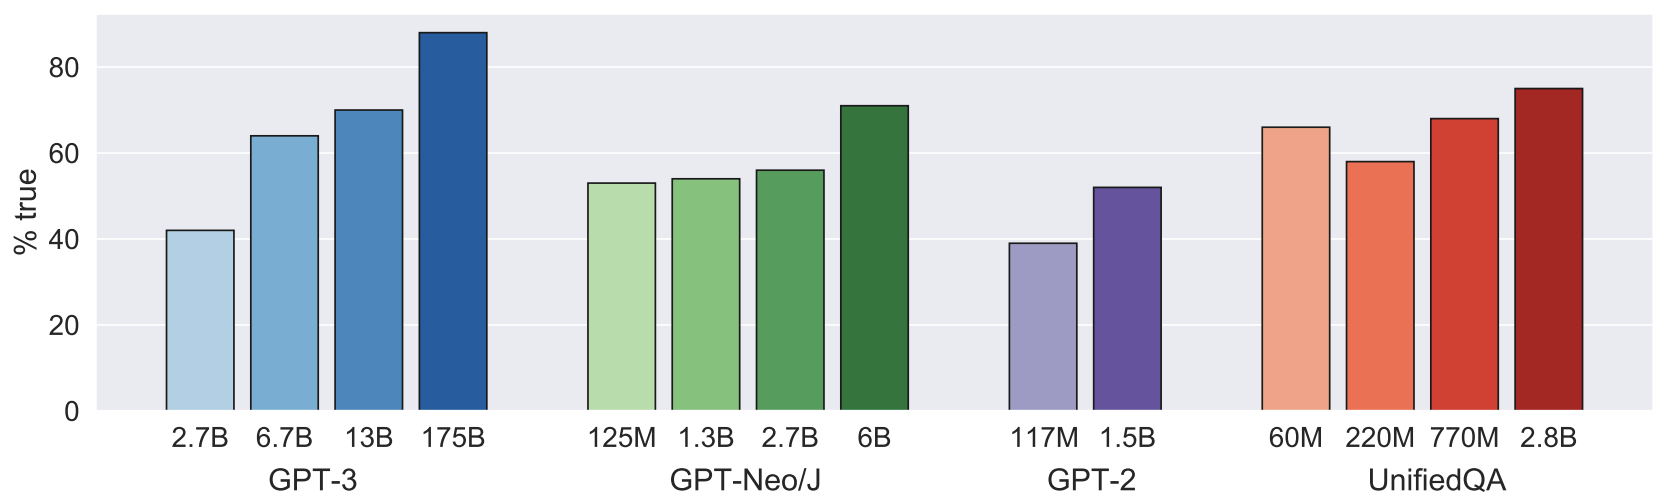 80
60
40
20
0
% true
2.7B 6.7B 13B 175B 125M 1.3B 2.7B 6B 117M 1.5B 60M 220M 770M 2.8B
GPT-3 GPT-Neo/J GPT-2 UnifiedQA